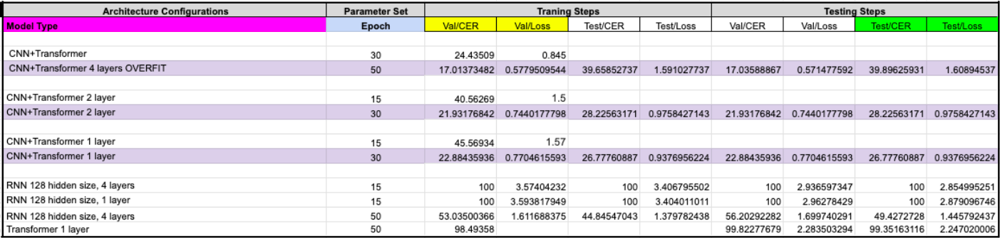 Architecture Configurations Parameter Set Traning Steps Testing Steps
Model Type Epoch Val/CER Val/Loss Test/CER Test/Loss Val/CER Val/Loss Test/CER Test/Loss
CNN+Transformer 30 24.43509 0.845
CNN+Transformer 4 layers OVERFIT 50 17.01373482 0.5779509544 39.65852737 1.591027737 17.03588867 0.571477592 39.89625931 1.60894537
CNN+Transformer 2 layer 15 40.56269 1.5
CNN+Transformer 2 layer 30 21.93176842 0.7440177798 28.22563171 0.9758427143 21.93176842 0.7440177798 28.22563171 0.9758427143
CNN+Transformer 1 layer 15 45.56934 1.57
CNN+Transformer 1 layer 30 22.88435936 0.7704615593 26.77760887 0.9376956224 22.88435936 0.7704615593 26.77760887 0.9376956224
RNN 128 hidden size, 4 layers 15 100 3.57404232 100 3.406795502 100 2.936597347 100 2.854995251
RNN 128 hidden size, 1 layer 15 100 3.593817949 100 3.404011011 100 2.96278429 100 2.879096746
RNN 128 hidden size, 4 layers 50 53.03500366 1.611688375 44.84547043 1.379782438 56.20292282 1.699740291 49.4272728 1.445792437
Transformer 1 layer 50 98.49358 99.82277679 2.283503294 99.35163116 2.247020006